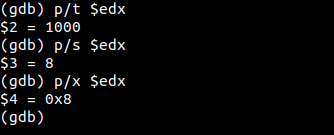 (gdb) p/t $edx
$2 = 1000
(gdb) p/s $edx
$3 = 8
(gdb) p/x $edx
$4 = 0x8
(gdb)